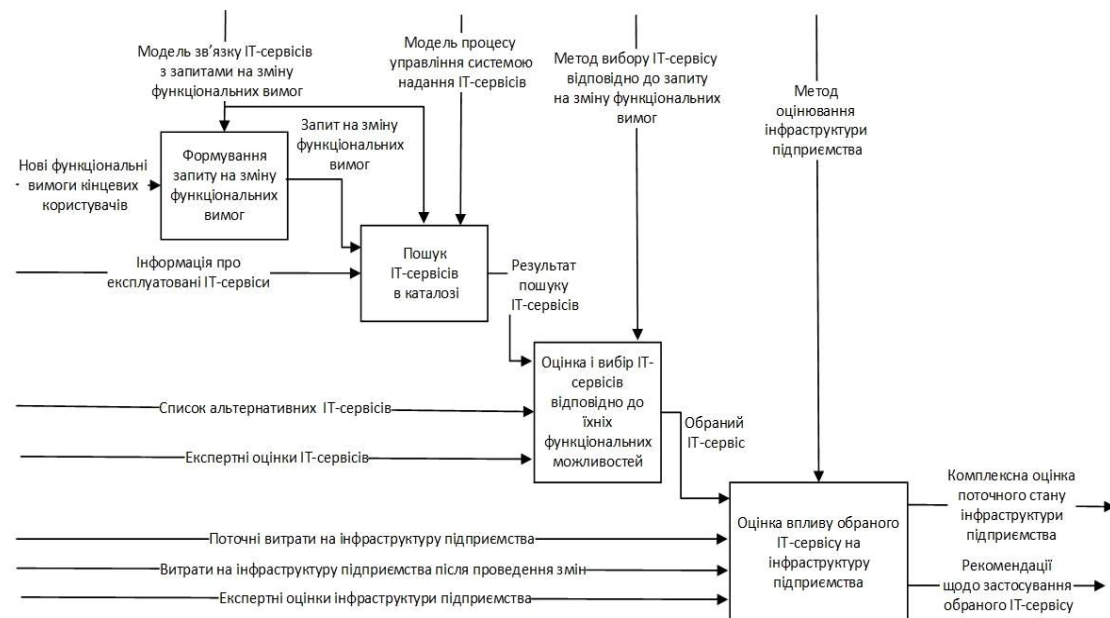 Модель зв’язку ІТ-сервісів
з запитами на зміну
функціональних вимог
Модель процесу
управління системою
надання ІТ-сервісів
Метод вибору ІТ-сервісу
відповідно до запиту
на зміну функціональних
вимог
Метод
оцінювання
інфраструктури
підприємства
Нові функціональні
вимоги кінцевих
користувачів
Формування
запиту на зміну
функціональних
вимог
Запит на зміну
функціональних
вимог
Інформація про
експлуатовані ІТ-сервіси
Пошук
ІТ-сервісів
в каталозі
Результат
пошуку
ІТ-сервісів
Список альтернативних ІТ-сервісів
Експертні оцінки ІТ-сервісів
Оцінка і вибір ІТ-
сервісів
відповідно до
їхніх
функціональних
можливостей
Обраний
ІТ-сервіс
Поточні витрати на інфраструктуру підприємства
Витрати на інфраструктуру підприємства після проведення змін
Експертні оцінки інфраструктури підприємства
Оцінка впливу обраного
ІТ-сервісу на
інфраструктуру
підприємства
Комплексна оцінка
поточного стану
інфраструктури
підприємства
Рекомендації
щодо застосування
обраного ІТ-сервісу